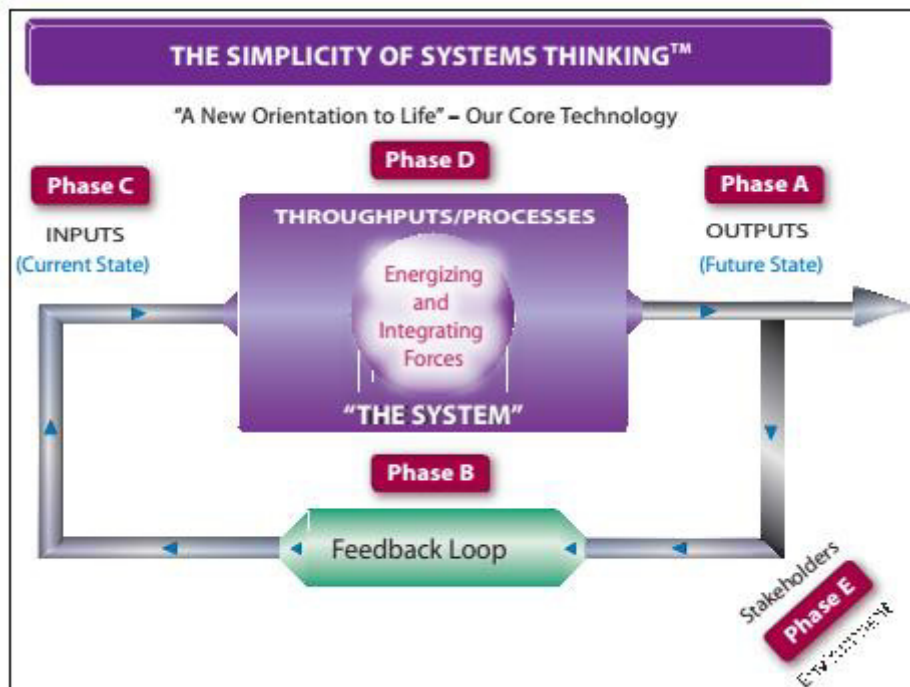 THE SIMPLICITY OF SYSTEMS THINKING™
“A New Orientation to Life” – Our Core Technology
Phase D
Phase C
Phase A
INPUTS
(Current State)
THROUGHPUTS/PROCESSES
OUTPUTS
(Future State)
Energizing
and
Integrating
Forces
“THE SYSTEM”
Phase B
Feedback Loop
Stakeholders
Phase E
Environment